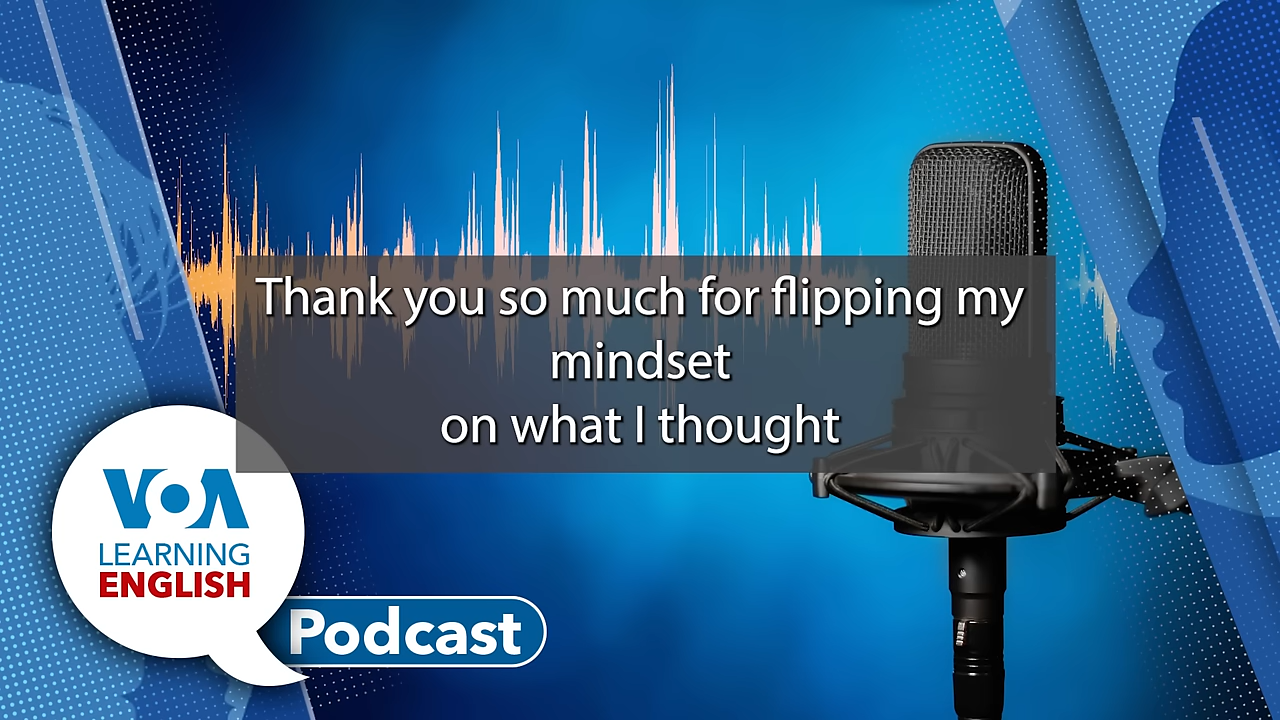 Thank you so much for flipping my
mindset
on what I thought
VOA
LEARNING
ENGLISH
Podcast